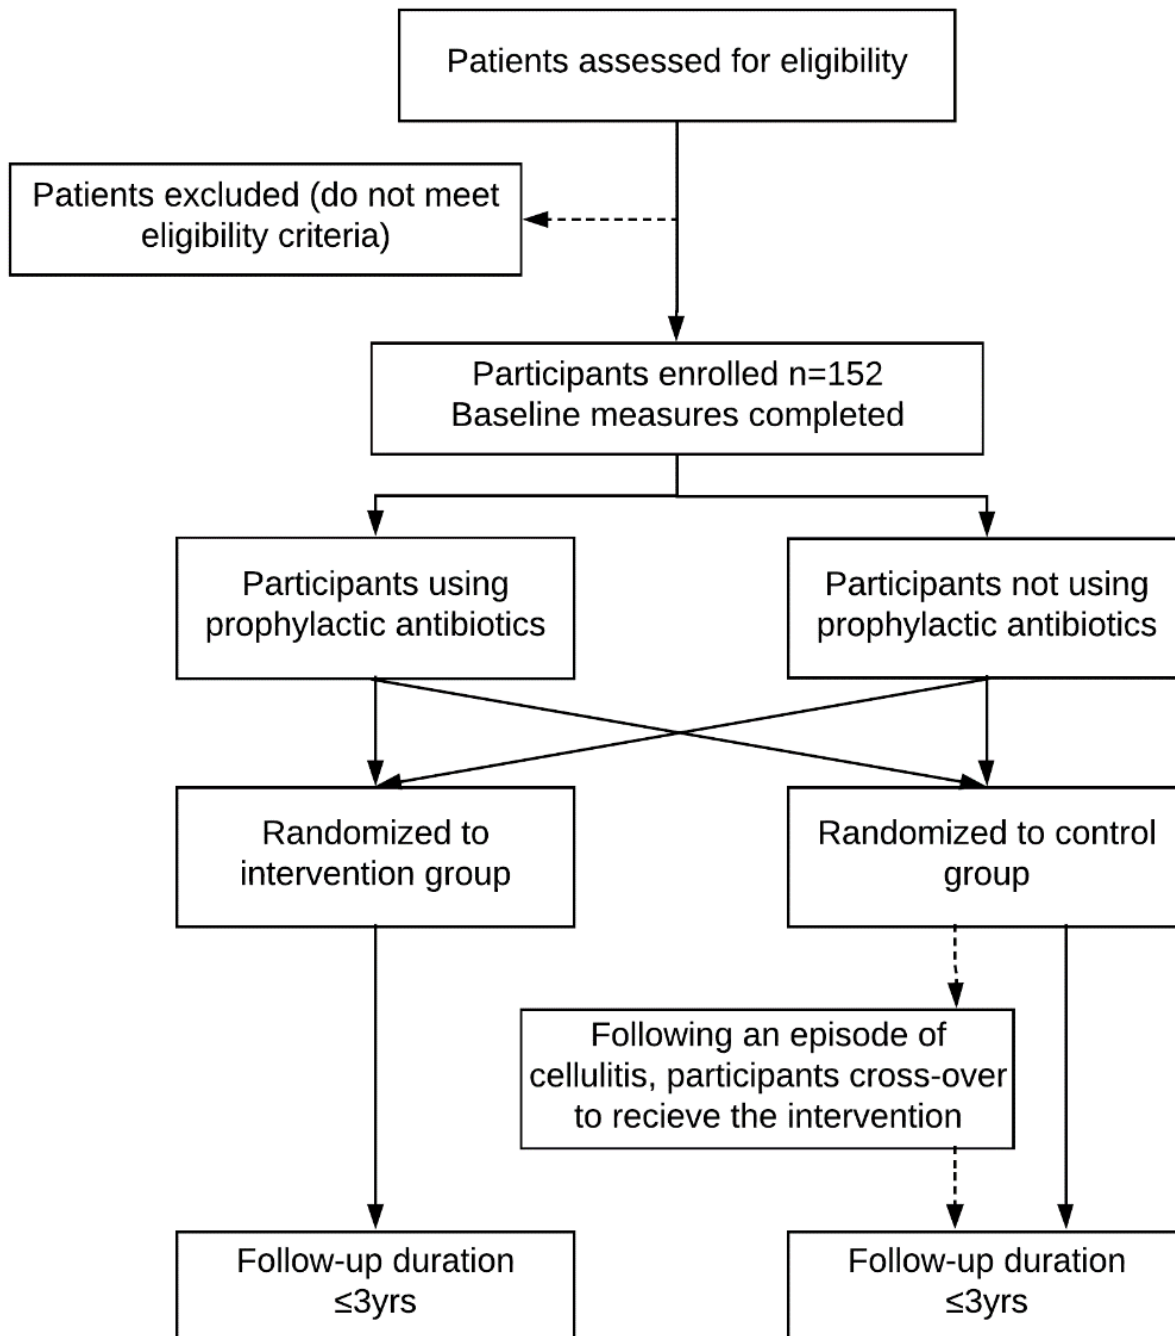 Patients assessed for eligibility
Patients excluded (do not meet
eligibility criteria)
Participants enrolled n=152
Baseline measures completed
Participants using
prophylactic antibiotics
Participants not using
prophylactic antibiotics
Randomized to
intervention group
Randomized to control
group
Following an episode of
cellulitis, participants cross-over
to recieve the intervention
Follow-up duration
≤3yrs
Follow-up duration
≤3yrs